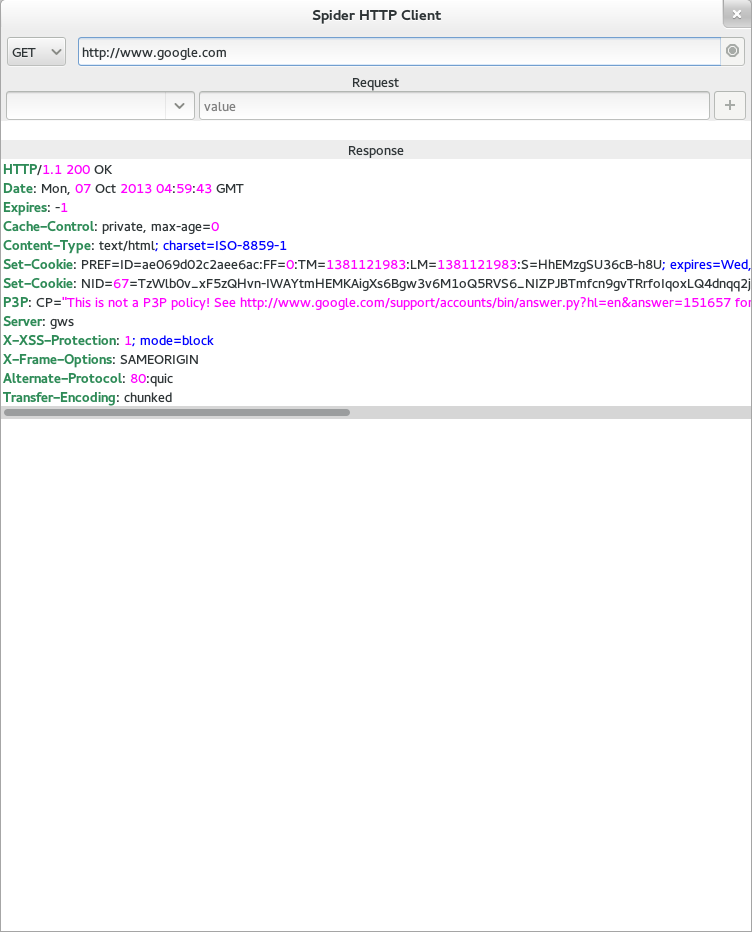 Spider HTTP Client
GET http://www.google.com
Request
value
Response
HTTP/1.1 200 OK
Date: Mon, 07 Oct 2013 04:59:43 GMT
Expires: -1
Cache-Control: private, max-age=0
Content-Type: text/html; charset=ISO-8859-1
Set-Cookie: PREF=ID=ae069d02c2aee6ac:FF=0:TM=1381121983:LM=1381121983:S=HhEMzgSU36cB-h8U; expires=Wed,
Set-Cookie: NID=67=TzWlb0v_xF5zQHvn-IWAYtmHEMKAigXs6Bgw3v6M1oQ5RVS6_NIZPJBTmfcn9gvTRrfoIqoxLQ4dnqq2j
P3P: CP="This is not a P3P policy! See http://www.google.com/support/accounts/bin/answer.py?hl=en&answer=151657 for
Server: gws
X-XSS-Protection: 1; mode=block
X-Frame-Options: SAMEORIGIN
Alternate-Protocol: 80:quic
Transfer-Encoding: chunked